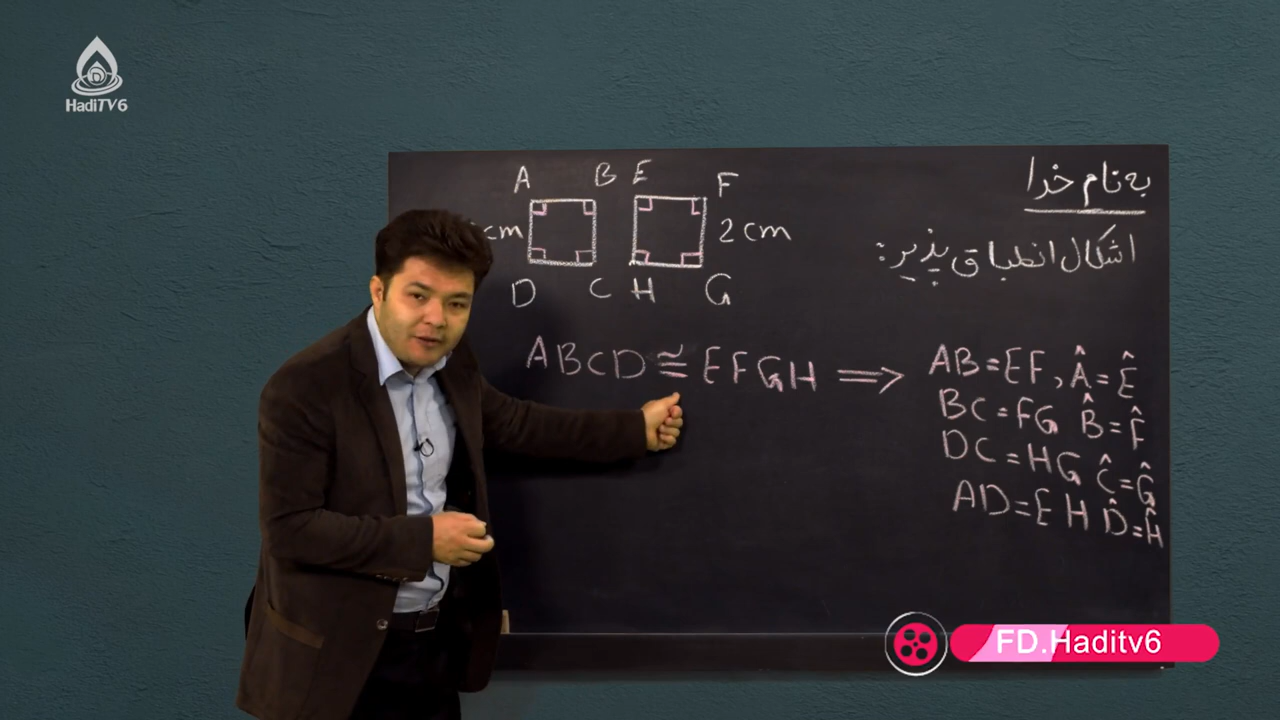 HadiTV6
به نام خدا
اشکال انطباق پذیر:
A B E F
cm 2 cm
D C H G
ABCD ≅ EFGH ⇒
AB = EF, Â = Ê
BC = FG B̂ = F̂
DC = HG Ĉ = Ĝ
AD = EH D̂ = Ĥ
FD.Haditv6